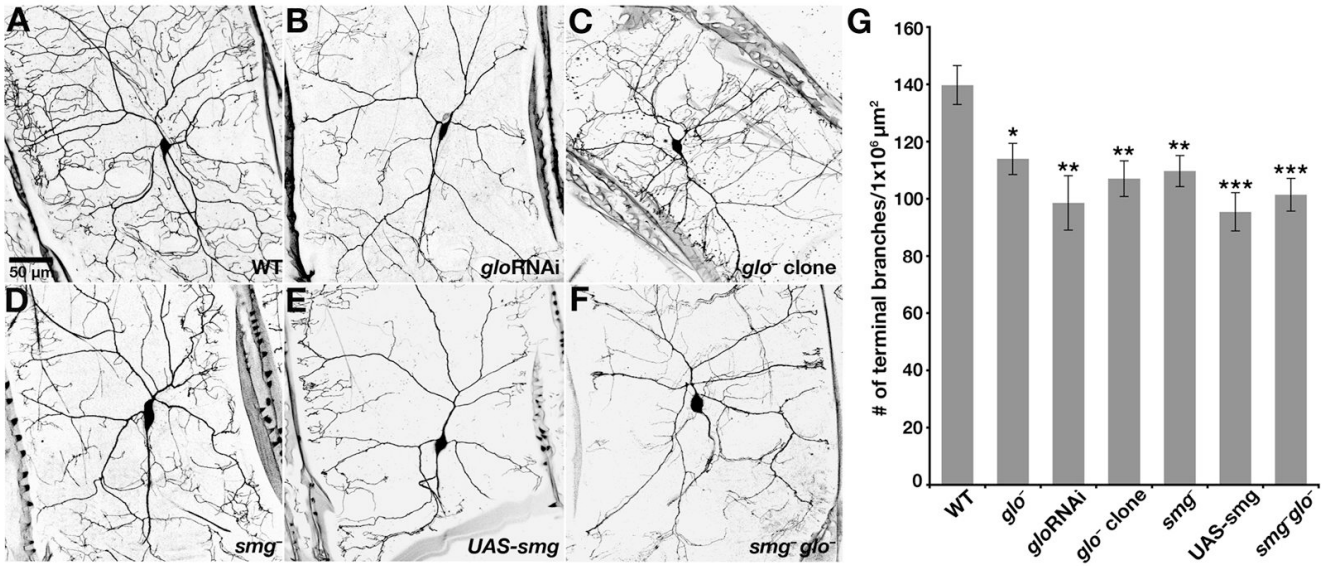 A
B
C
WT
50 µm
gloRNAi
glo⁻ clone
D
E
F
smg⁻
UAS-smg
smg⁻ glo⁻
G
# of terminal branches/1x10⁶ µm²
160
140
120
100
80
60
40
20
0
*
**
**
**
***
***
WT
glo⁻
gloRNAi
glo⁻ clone
smg⁻
UAS-smg
smg⁻glo⁻